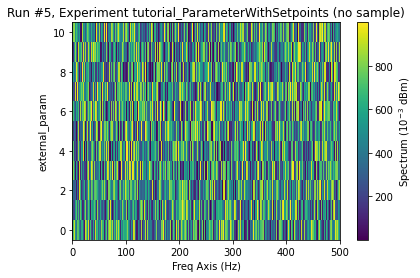 Run #5, Experiment tutorial_ParameterWithSetpoints (no sample)
10
8
6
4
2
0
external_param
0 100 200 300 400 500
Freq Axis (Hz)
800
600
400
200
Spectrum (10⁻³ dBm)